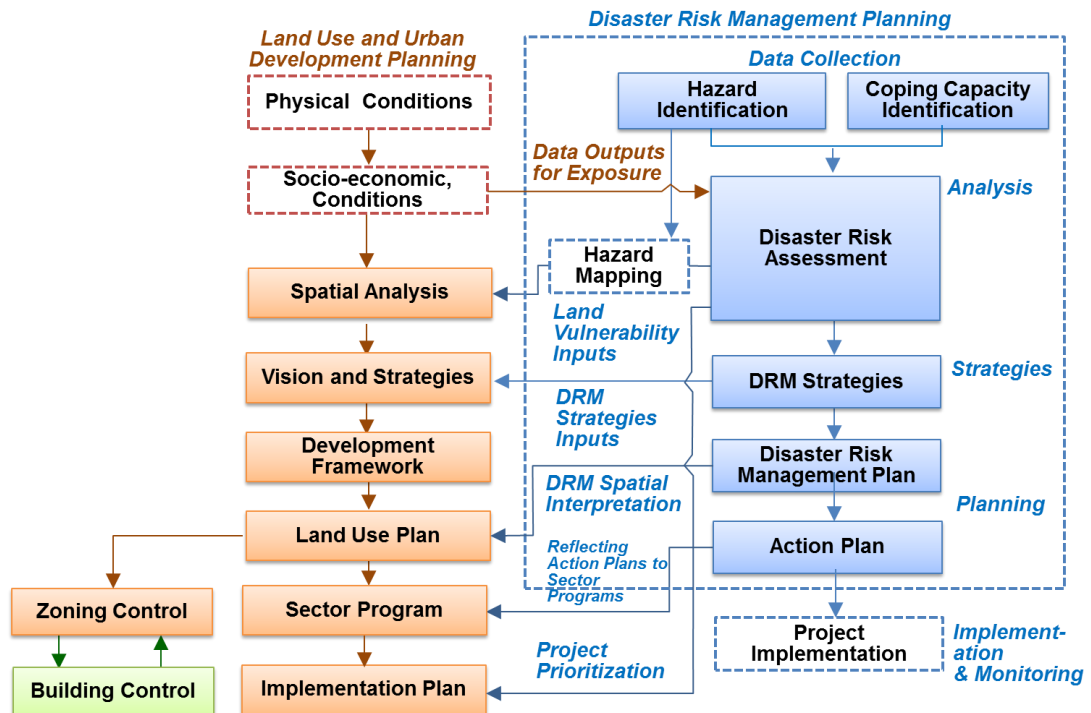 Disaster Risk Management Planning
Land Use and Urban
Development Planning
Data Collection
Physical Conditions
Hazard
Identification
Coping Capacity
Identification
Data Outputs
for Exposure
Socio-economic,
Conditions
Analysis
Disaster Risk
Assessment
Hazard
Mapping
Spatial Analysis
Land
Vulnerability
Inputs
Vision and Strategies
DRM Strategies
Strategies
DRM
Strategies
Inputs
Development
Framework
Disaster Risk
Management Plan
DRM Spatial
Interpretation
Planning
Land Use Plan
Action Plan
Reflecting
Action Plans to
Sector
Programs
Zoning Control
Sector Program
Project
Implementation
Implement-
ation
& Monitoring
Project
Prioritization
Building Control
Implementation Plan